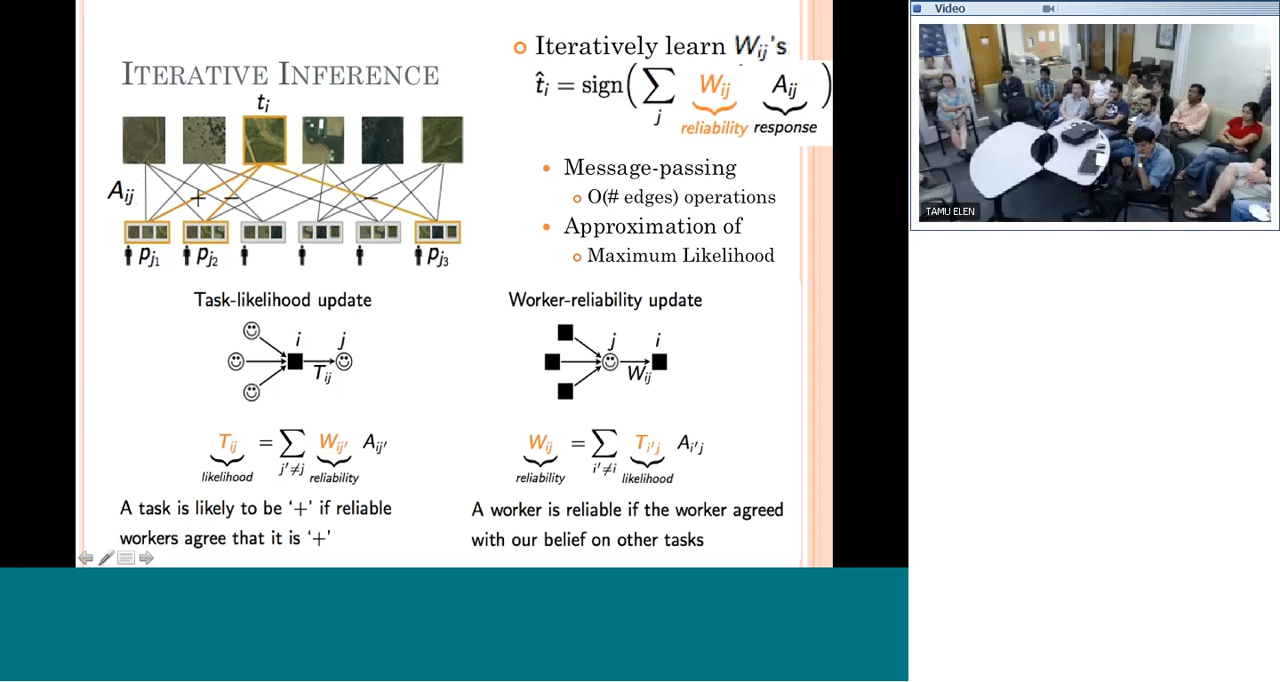 Video
TAMU ELEN
ITERATIVE INFERENCE
t_i
A_ij
+ − −
p_j1 p_j2 p_j3
Iteratively learn W_ij's
t̂_i = sign( ∑_j W_ij A_ij )
reliability response
Message-passing
O(# edges) operations
Approximation of
Maximum Likelihood
Task-likelihood update
i j
T_ij
T_ij = ∑_{j'≠j} W_ij' A_ij'
likelihood reliability
A task is likely to be '+' if reliable
workers agree that it is '+'
Worker-reliability update
j i
W_ij
W_ij = ∑_{i'≠i} T_i'j A_i'j
reliability likelihood
A worker is reliable if the worker agreed
with our belief on other tasks